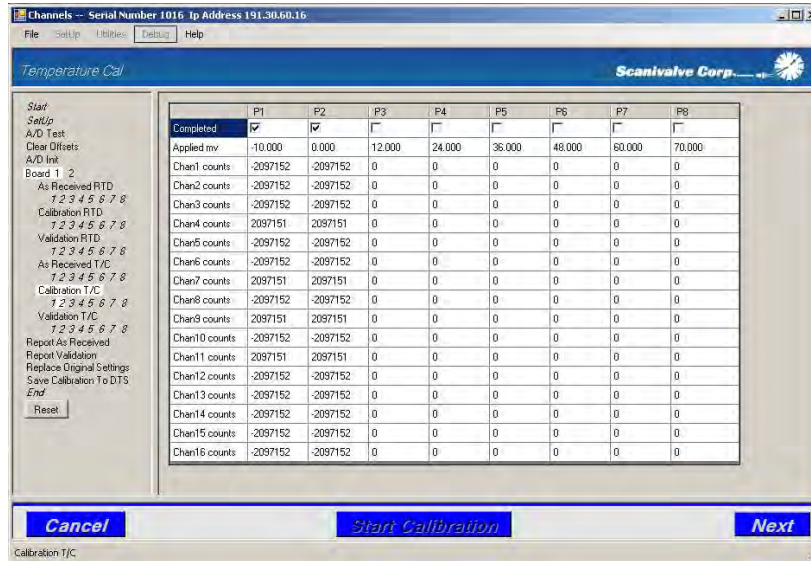 Channels -- Serial Number 1016 Ip Address 191.30.60.16
File SetUp Utilities Debug Help
Temperature Cal
Scanivalve Corp.
Start
SetUp
A/D Test
Clear Offsets
A/D Init
Board 1 2
As Received RTD
1 2 3 4 5 6 7 8
Calibration RTD
1 2 3 4 5 6 7 8
Validation RTD
1 2 3 4 5 6 7 8
As Received T/C
1 2 3 4 5 6 7 8
Calibration T/C
1 2 3 4 5 6 7 8
Validation T/C
1 2 3 4 5 6 7 8
Report As Received
Report Validation
Replace Original Settings
Save Calibration To DTS
End
Reset
P1 P2 P3 P4 P5 P6 P7 P8
Completed
Applied mv -10.000 0.000 12.000 24.000 36.000 48.000 60.000 70.000
Chan1 counts -2097152 -2097152 0 0 0 0 0 0
Chan2 counts -2097152 -2097152 0 0 0 0 0 0
Chan3 counts -2097152 -2097152 0 0 0 0 0 0
Chan4 counts 2097151 2097151 0 0 0 0 0 0
Chan5 counts -2097152 -2097152 0 0 0 0 0 0
Chan6 counts -2097152 -2097152 0 0 0 0 0 0
Chan7 counts 2097151 2097151 0 0 0 0 0 0
Chan8 counts -2097152 -2097152 0 0 0 0 0 0
Chan9 counts 2097151 2097151 0 0 0 0 0 0
Chan10 counts -2097152 -2097152 0 0 0 0 0 0
Chan11 counts 2097151 2097151 0 0 0 0 0 0
Chan12 counts -2097152 -2097152 0 0 0 0 0 0
Chan13 counts -2097152 -2097152 0 0 0 0 0 0
Chan14 counts -2097152 -2097152 0 0 0 0 0 0
Chan15 counts -2097152 -2097152 0 0 0 0 0 0
Chan16 counts -2097152 -2097152 0 0 0 0 0 0
Cancel Start Calibration Next
Calibration T/C